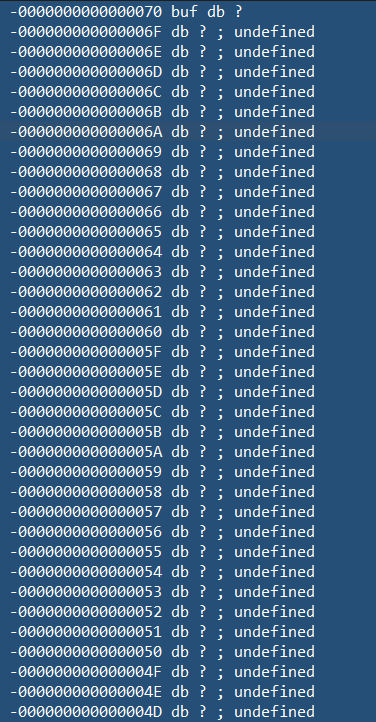 -0000000000000070 buf db ?
-000000000000006F db ? ; undefined
-000000000000006E db ? ; undefined
-000000000000006D db ? ; undefined
-000000000000006C db ? ; undefined
-000000000000006B db ? ; undefined
-000000000000006A db ? ; undefined
-0000000000000069 db ? ; undefined
-0000000000000068 db ? ; undefined
-0000000000000067 db ? ; undefined
-0000000000000066 db ? ; undefined
-0000000000000065 db ? ; undefined
-0000000000000064 db ? ; undefined
-0000000000000063 db ? ; undefined
-0000000000000062 db ? ; undefined
-0000000000000061 db ? ; undefined
-0000000000000060 db ? ; undefined
-000000000000005F db ? ; undefined
-000000000000005E db ? ; undefined
-000000000000005D db ? ; undefined
-000000000000005C db ? ; undefined
-000000000000005B db ? ; undefined
-000000000000005A db ? ; undefined
-0000000000000059 db ? ; undefined
-0000000000000058 db ? ; undefined
-0000000000000057 db ? ; undefined
-0000000000000056 db ? ; undefined
-0000000000000055 db ? ; undefined
-0000000000000054 db ? ; undefined
-0000000000000053 db ? ; undefined
-0000000000000052 db ? ; undefined
-0000000000000051 db ? ; undefined
-0000000000000050 db ? ; undefined
-000000000000004F db ? ; undefined
-000000000000004E db ? ; undefined
-000000000000004D db ? ; undefined